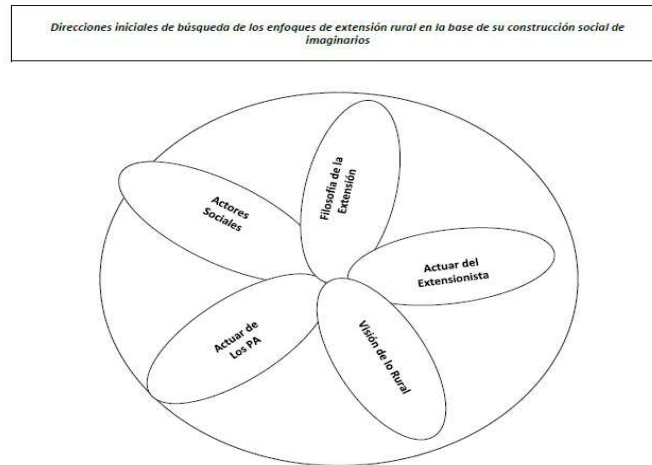 Direcciones iniciales de búsqueda de los enfoques de extensión rural en la base de su construcción social de
imaginarios
Filosofía de la
Extensión
Actores
Sociales
Actuar del
Extensionista
Actuar de
Los PA
Visión de lo Rural